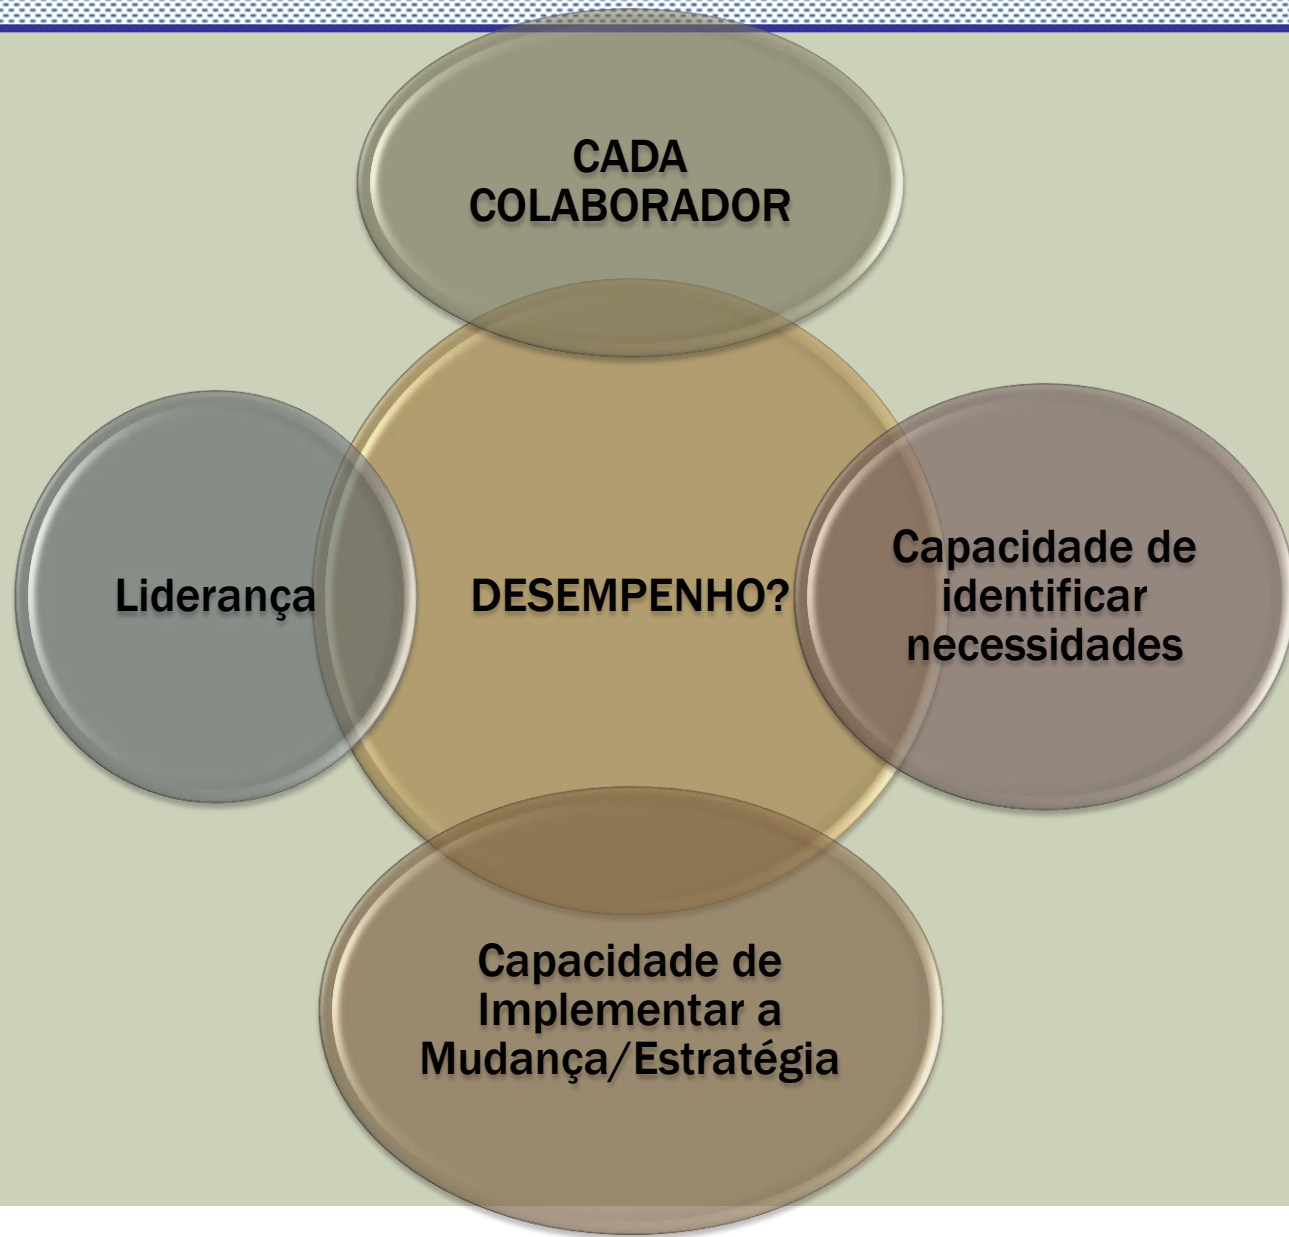 CADA
COLABORADOR
Liderança
DESEMPENHO?
Capacidade de
identificar
necessidades
Capacidade de
Implementar a
Mudança/Estratégia